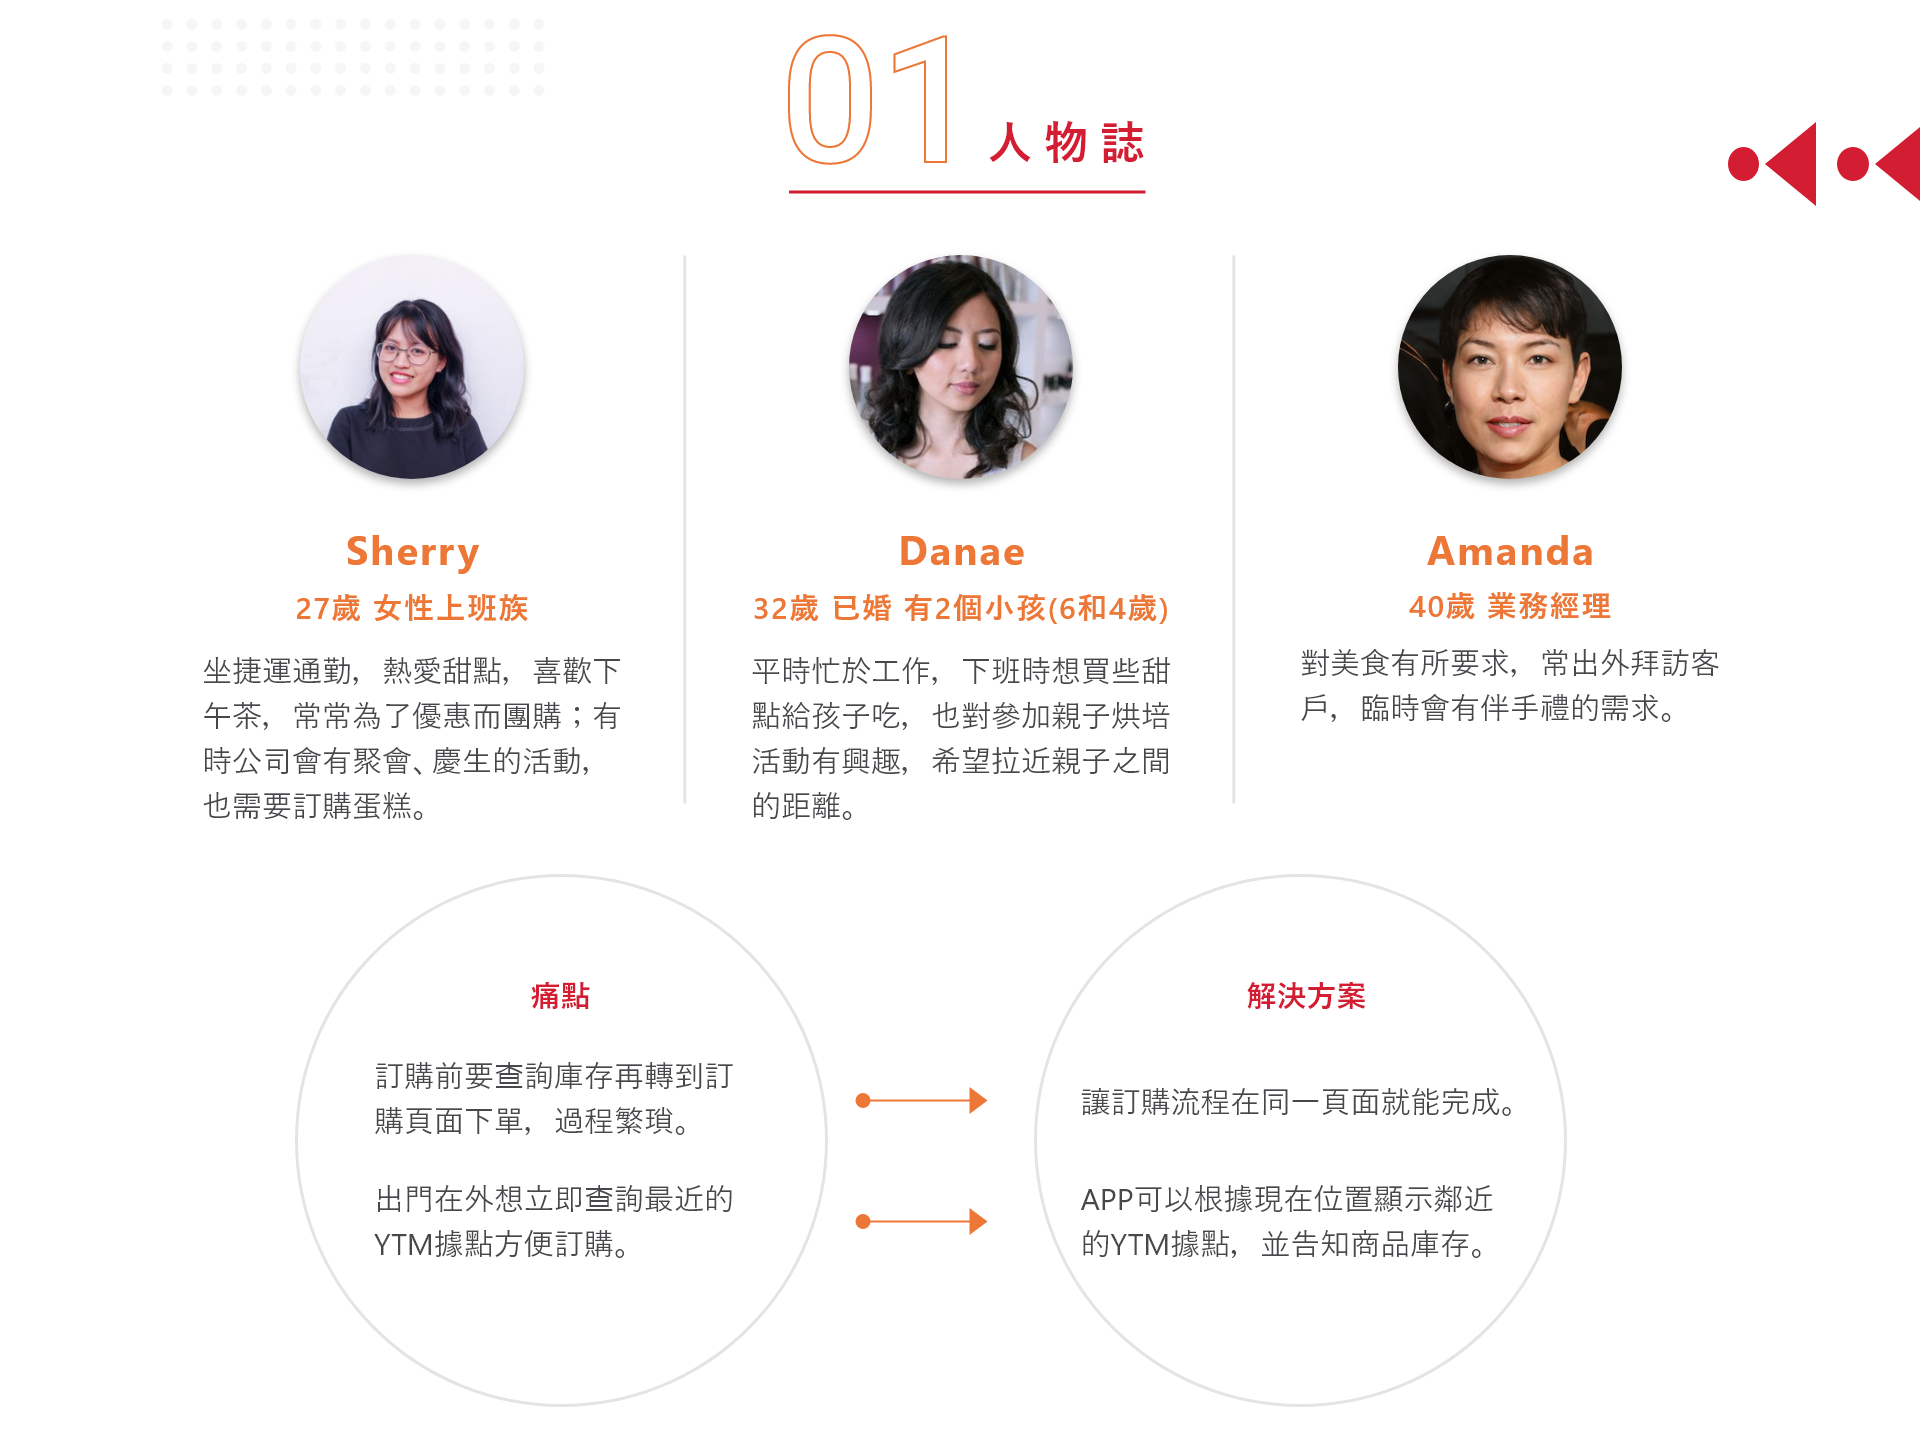 01 人物誌
Sherry
27歲 女性上班族
坐捷運通勤，熱愛甜點，喜歡下
午茶，常常為了優惠而團購；有
時公司會有聚會、慶生的活動，
也需要訂購蛋糕。
Danae
32歲 已婚 有2個小孩(6和4歲)
平時忙於工作，下班時想買些甜
點給孩子吃，也對參加親子烘培
活動有興趣，希望拉近親子之間
的距離。
Amanda
40歲 業務經理
對美食有所要求，常出外拜訪客
戶，臨時會有伴手禮的需求。
痛點
訂購前要查詢庫存再轉到訂
購頁面下單，過程繁瑣。
出門在外想立即查詢最近的
YTM據點方便訂購。
解決方案
讓訂購流程在同一頁面就能完成。
APP可以根據現在位置顯示鄰近
的YTM據點，並告知商品庫存。